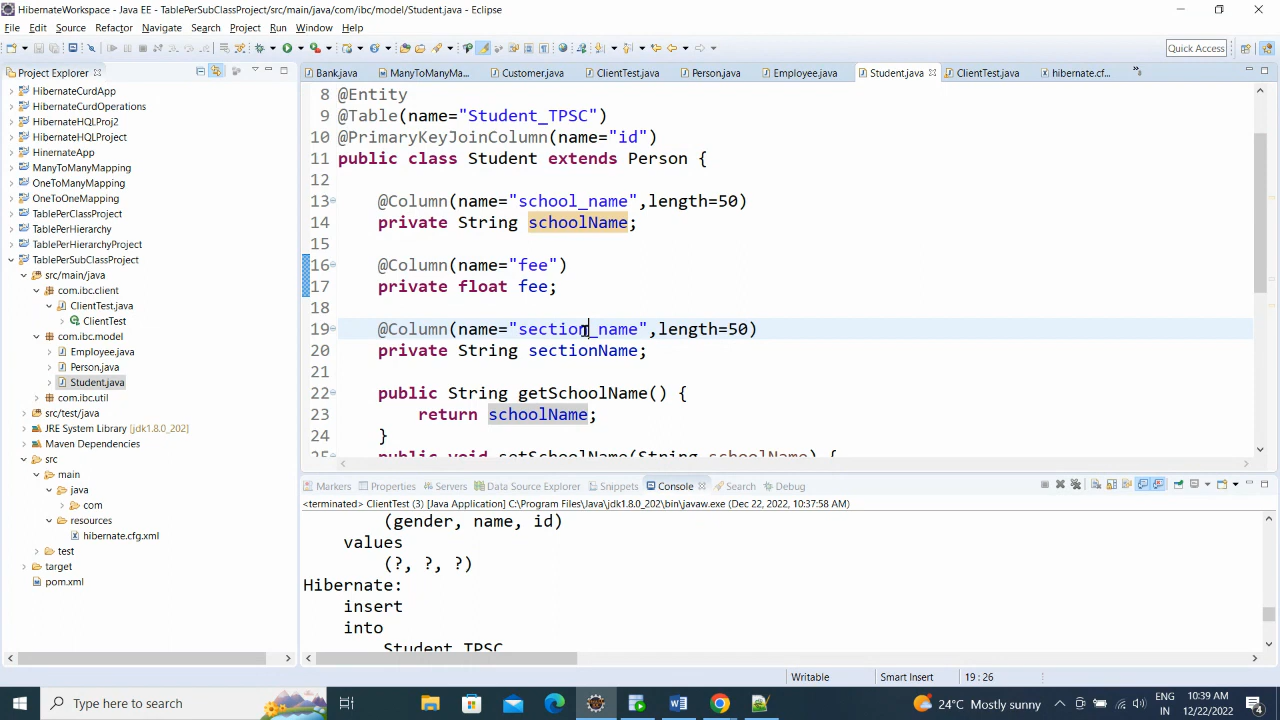 HibernateWorkspace - Java EE - TablePerSubClassProject/src/main/java/com/ibc/model/Student.java - Eclipse
File Edit Source Refactor Navigate Search Project Run Window Help
Quick Access
Project Explorer
Bank.java ManyToManyMa... Customer.java ClientTest.java Person.java Employee.java Student.java ClientTest.java hibernate.cf...
HibernateCurdApp
HibernateCurdOperations
HibernateHQLProj2
HibernateHQLProject
HinernateApp
ManyToManyMapping
OneToManyMapping
OneToOneMapping
TablePerClassProject
TablePerHierarchy
TablePerHierarchyProject
TablePerSubClassProject
src/main/java
com.ibc.client
ClientTest.java
ClientTest
com.ibc.model
Employee.java
Person.java
Student.java
com.ibc.util
src/test/java
JRE System Library [jdk1.8.0_202]
Maven Dependencies
src
main
java
com
resources
hibernate.cfg.xml
test
target
pom.xml
8 @Entity
9 @Table(name="Student_TPSC")
10 @PrimaryKeyJoinColumn(name="id")
11 public class Student extends Person {
12
13 @Column(name="school_name",length=50)
14 private String schoolName;
15
16 @Column(name="fee")
17 private float fee;
18
19 @Column(name="section_name",length=50)
20 private String sectionName;
21
22 public String getSchoolName() {
23 return schoolName;
24 }
25 public void setSchoolName(String schoolName) {
Markers Properties Servers Data Source Explorer Snippets Console Search Debug
<terminated> ClientTest (3) [Java Application] C:\Program Files\Java\jdk1.8.0_202\bin\javaw.exe (Dec 22, 2022, 10:37:58 AM)
(gender, name, id)
values
(?, ?, ?)
Hibernate:
insert
into
Student_TPSC
Writable Smart Insert 19 : 26
Type here to search
24°C Mostly sunny
ENG
IN
10:39 AM
12/22/2022
4